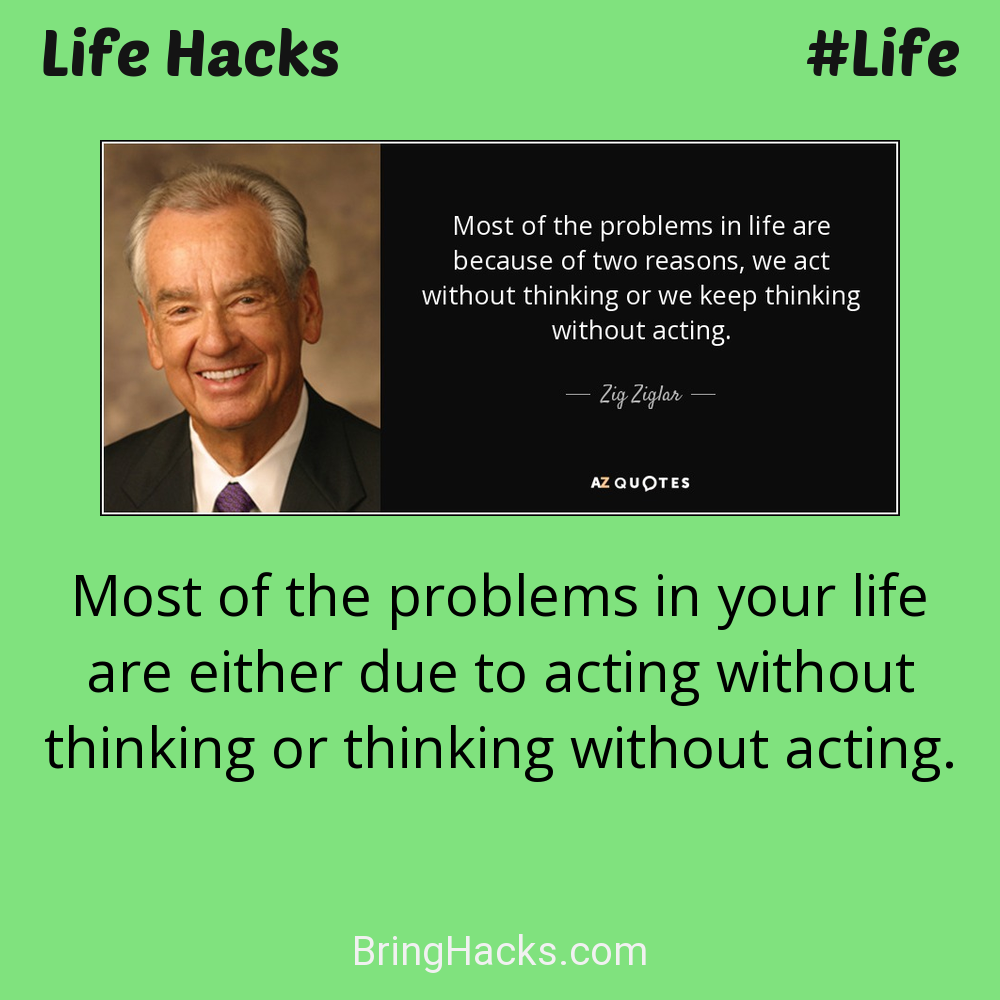 Life Hacks
#Life
Most of the problems in life are
because of two reasons, we act
without thinking or we keep thinking
without acting.
Zig Ziglar
AZ QUOTES
Most of the problems in your life
are either due to acting without
thinking or thinking without acting.
BringHacks.com